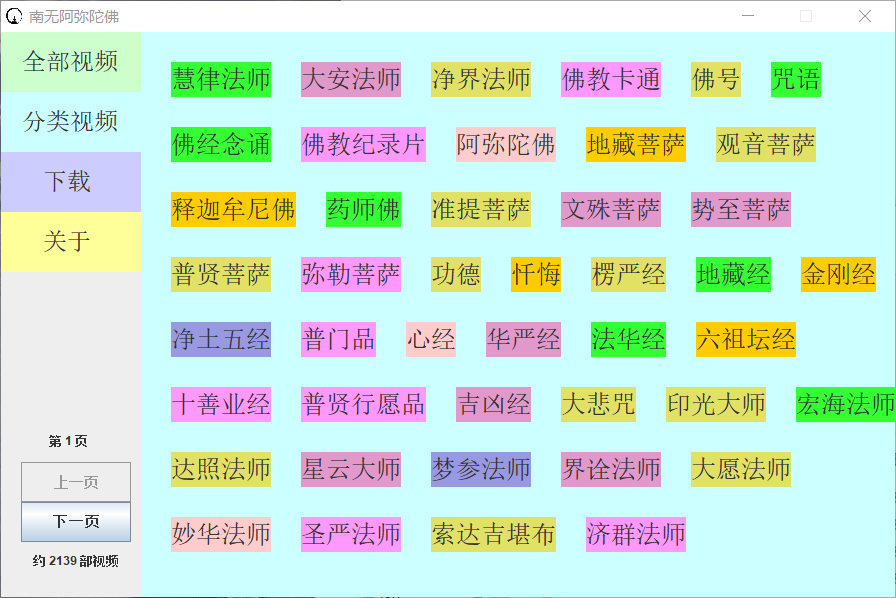 南无阿弥陀佛
全部视频
分类视频
下载
关于
慧律法师 大安法师 净界法师 佛教卡通 佛号 咒语
佛经念诵 佛教纪录片 阿弥陀佛 地藏菩萨 观音菩萨
释迦牟尼佛 药师佛 准提菩萨 文殊菩萨 势至菩萨
普贤菩萨 弥勒菩萨 功德 忏悔 楞严经 地藏经 金刚经
净土五经 普门品 心经 华严经 法华经 六祖坛经
十善业经 普贤行愿品 吉凶经 大悲咒 印光大师 宏海法师
达照法师 星云大师 梦参法师 界诠法师 大愿法师
妙华法师 圣严法师 索达吉堪布 济群法师
第 1 页
上一页
下一页
约 2139 部视频